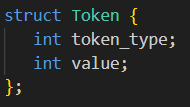 struct Token {
    int token_type;
    int value;
};